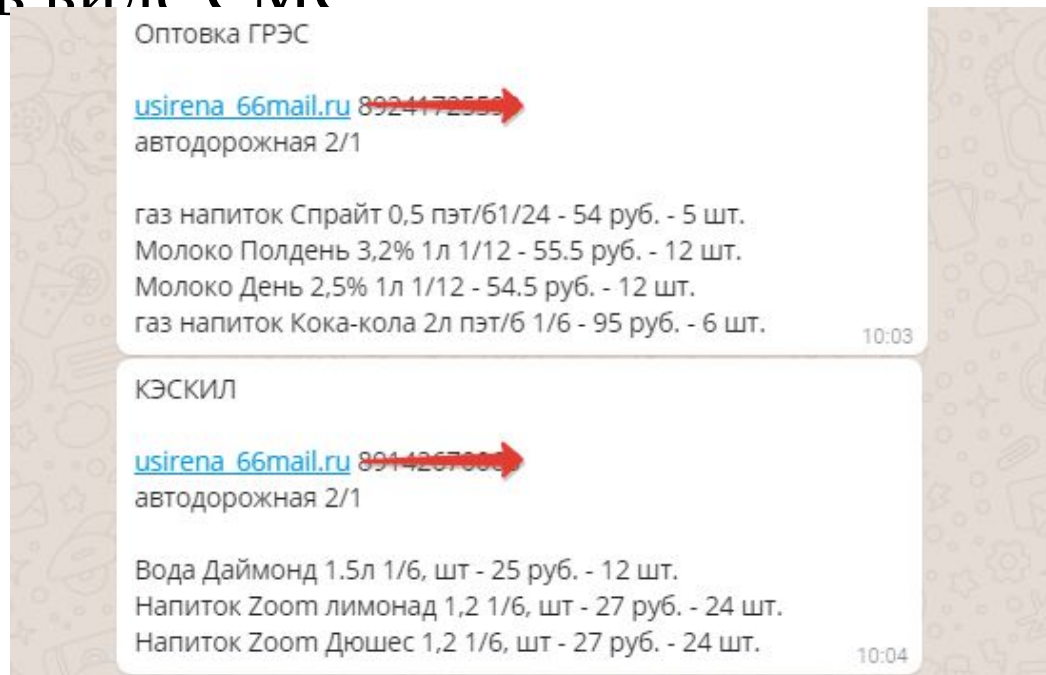 в виде СМС
Оптовка ГРЭС
usirena_66mail.ru
автодорожная 2/1
газ напиток Спрайт 0,5 пэт/б1/24 - 54 руб. - 5 шт.
Молоко Полдень 3,2% 1л 1/12 - 55.5 руб. - 12 шт.
Молоко День 2,5% 1л 1/12 - 54.5 руб. - 12 шт.
газ напиток Кока-кола 2л пэт/б 1/6 - 95 руб. - 6 шт.
10:03
КЭСКИЛ
usirena_66mail.ru
автодорожная 2/1
Вода Даймонд 1.5л 1/6, шт - 25 руб. - 12 шт.
Напиток Zoom лимонад 1,2 1/6, шт - 27 руб. - 24 шт.
Напиток Zoom Дюшес 1,2 1/6, шт - 27 руб. - 24 шт.
10:04